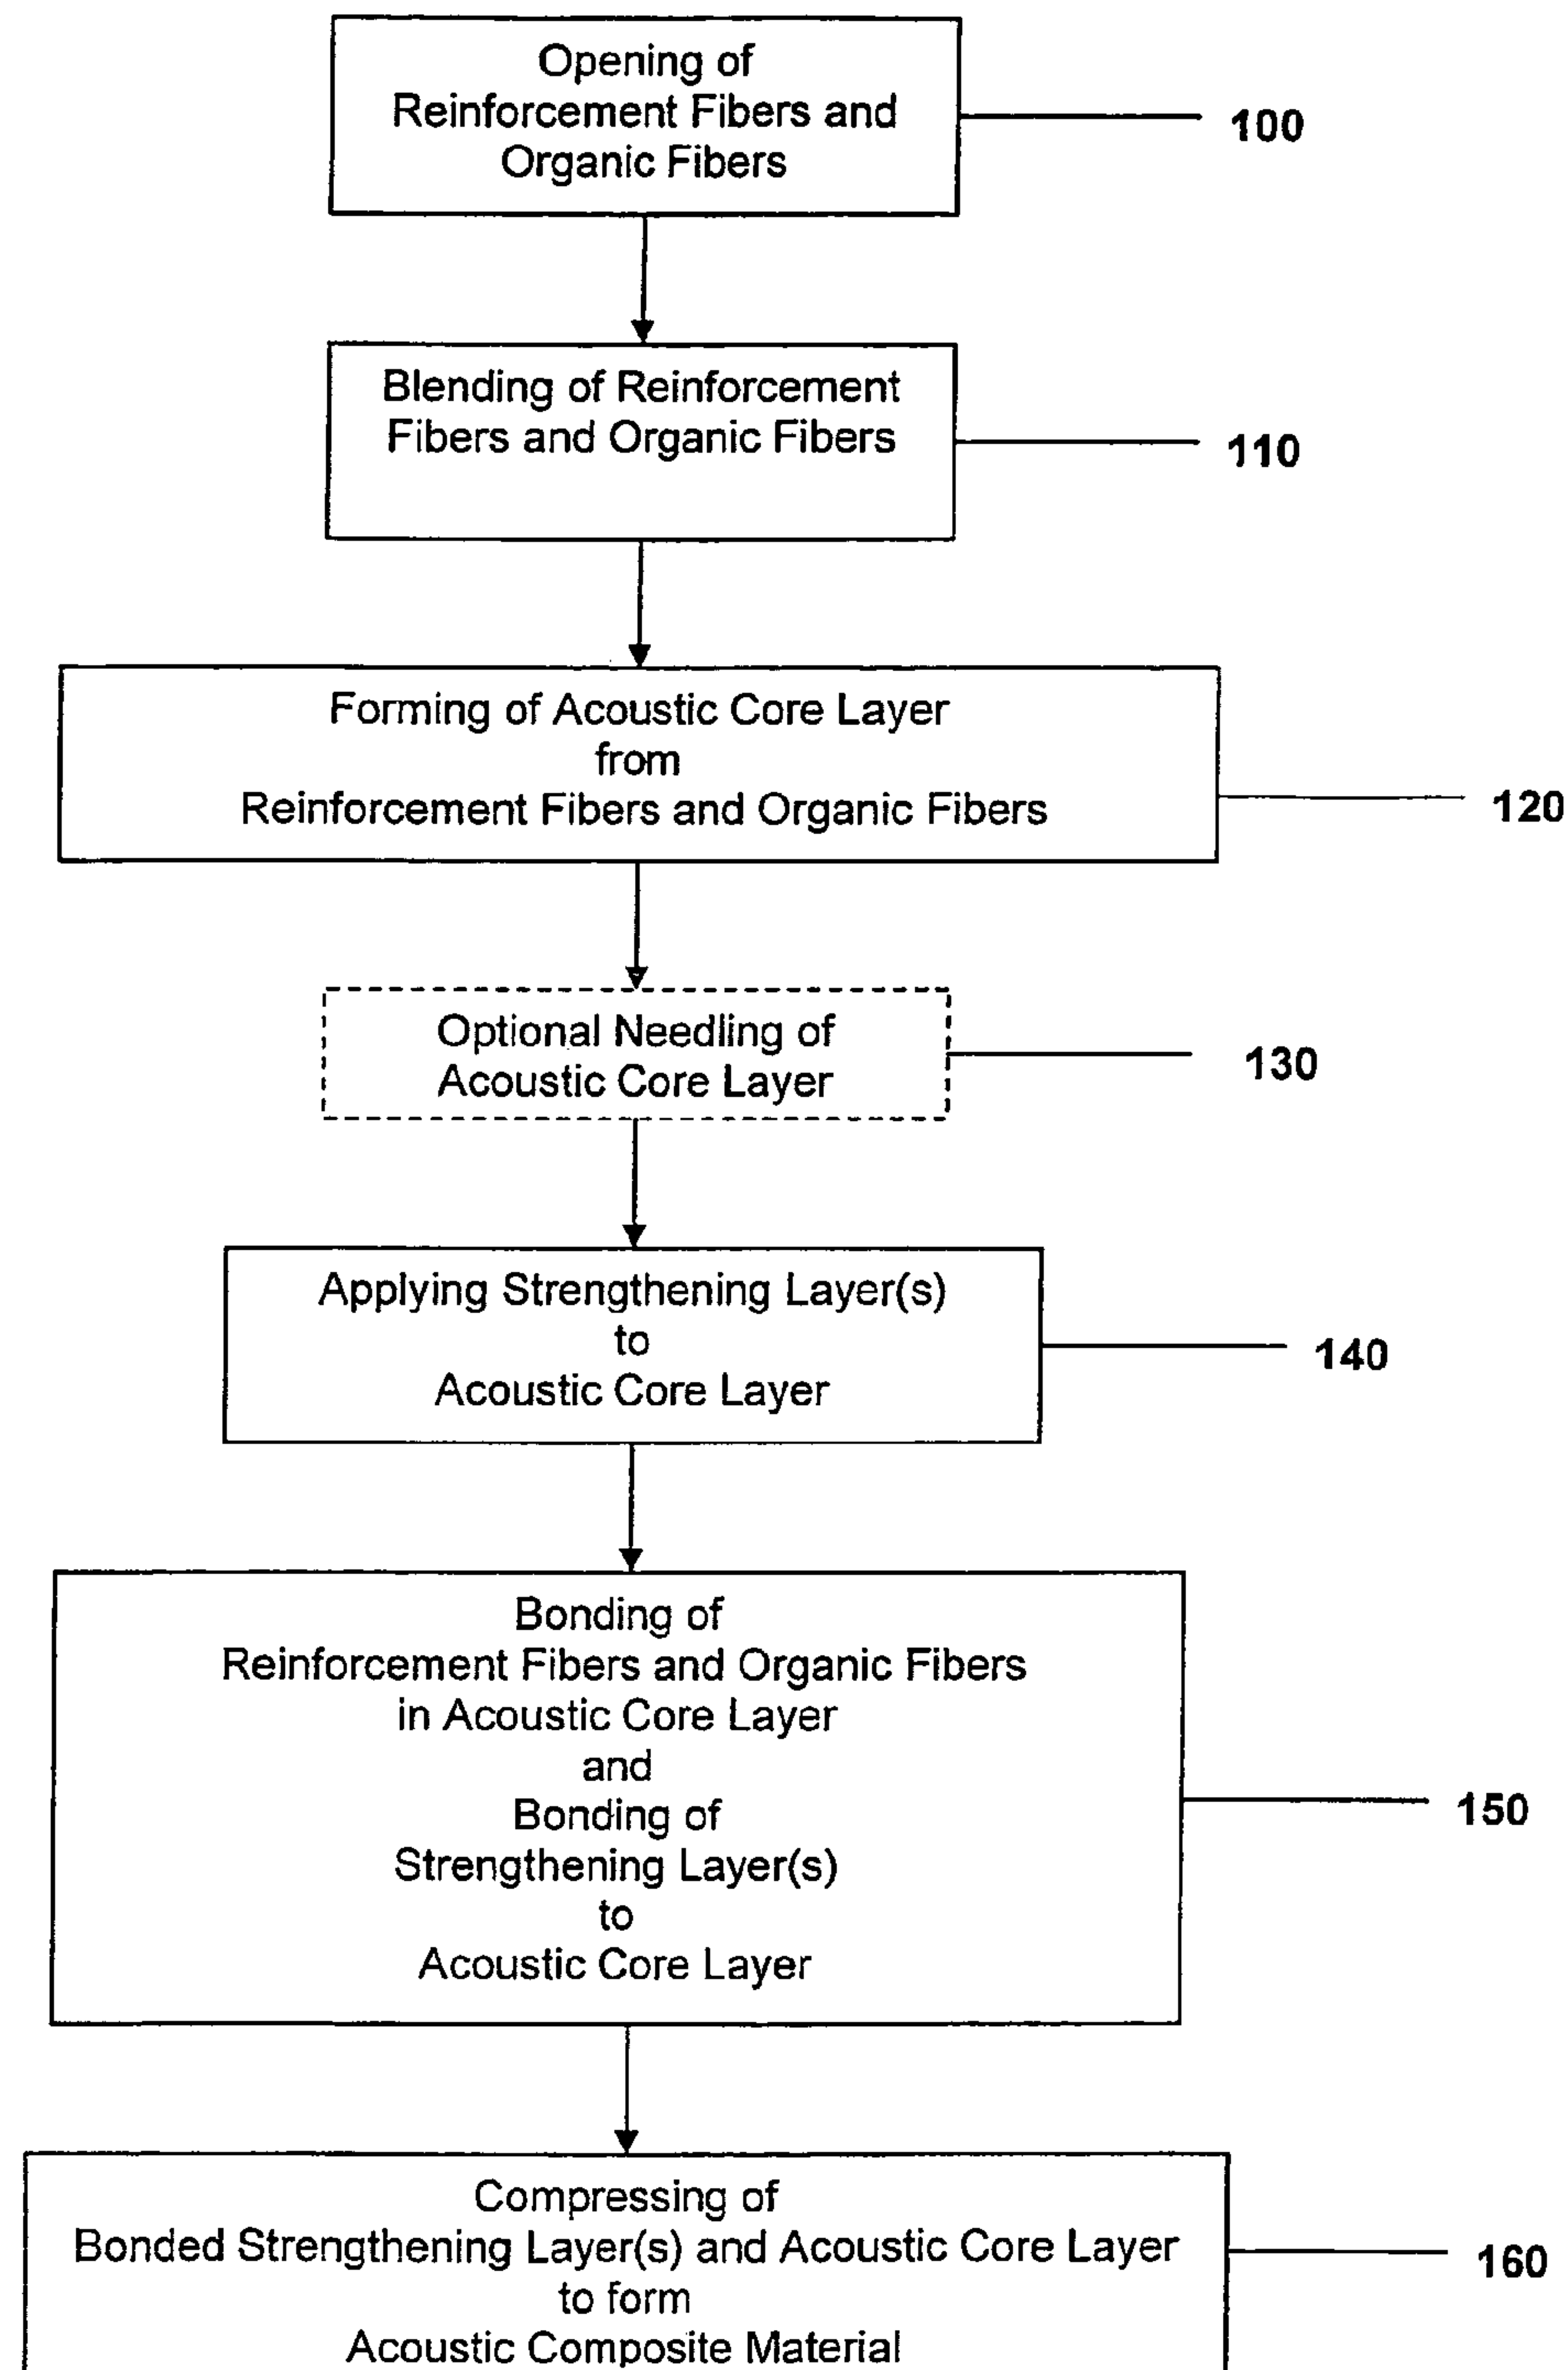 Opening of
Reinforcement Fibers and
Organic Fibers
100
Blending of Reinforcement
Fibers and Organic Fibers
110
Forming of Acoustic Core Layer
from
Reinforcement Fibers and Organic Fibers
120
Optional Needling of
Acoustic Core Layer
130
Applying Strengthening Layer(s)
to
Acoustic Core Layer
140
Bonding of
Reinforcement Fibers and Organic Fibers
in Acoustic Core Layer
and
Bonding of
Strengthening Layer(s)
to
Acoustic Core Layer
150
Compressing of
Bonded Strengthening Layer(s) and Acoustic Core Layer
to form
Acoustic Composite Material
160